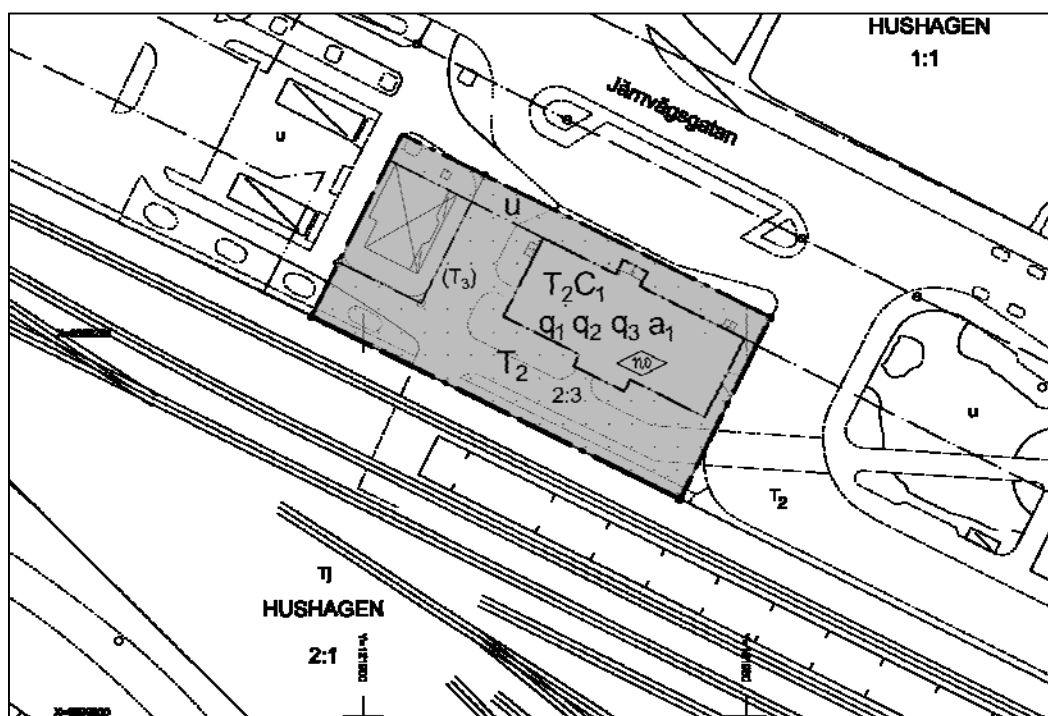 HUSHAGEN
1:1
Järnvägsgatan
u
u
(T3)
T2C1
q1 q2 q3 a1
n.0
T2
2:3
u
T2
Tj
HUSHAGEN
2:1